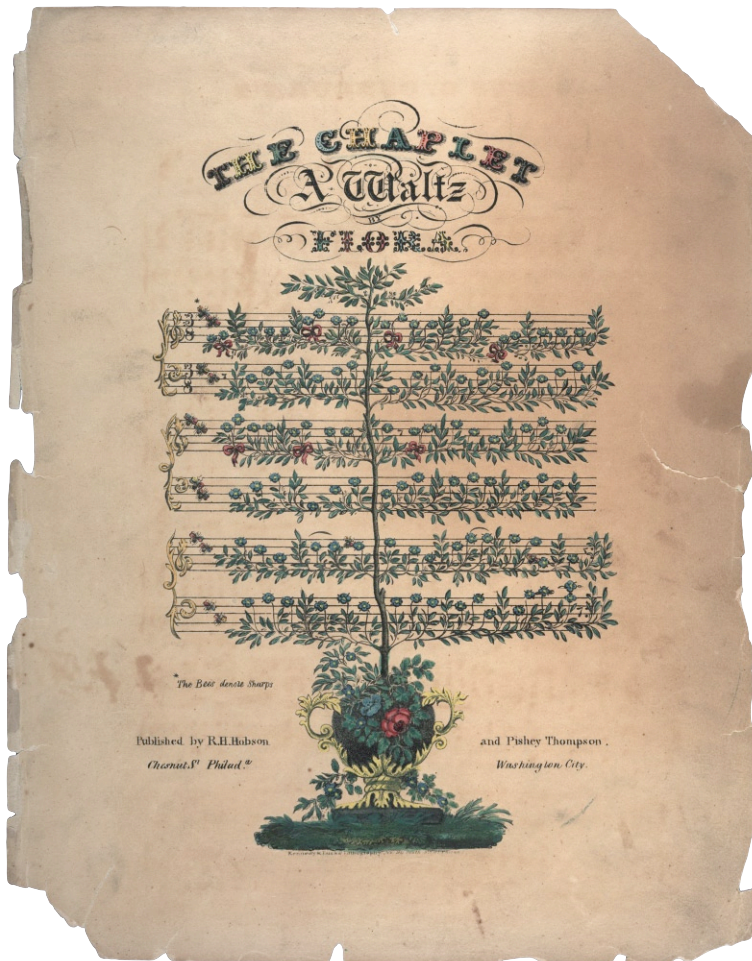 THE CHAPLET
A Waltz
BY
FLORA.
*The Bees denote Sharps
Published by R.H. Hobson
and Pishey Thompson.
Chesnut St. Philad.
Washington City.